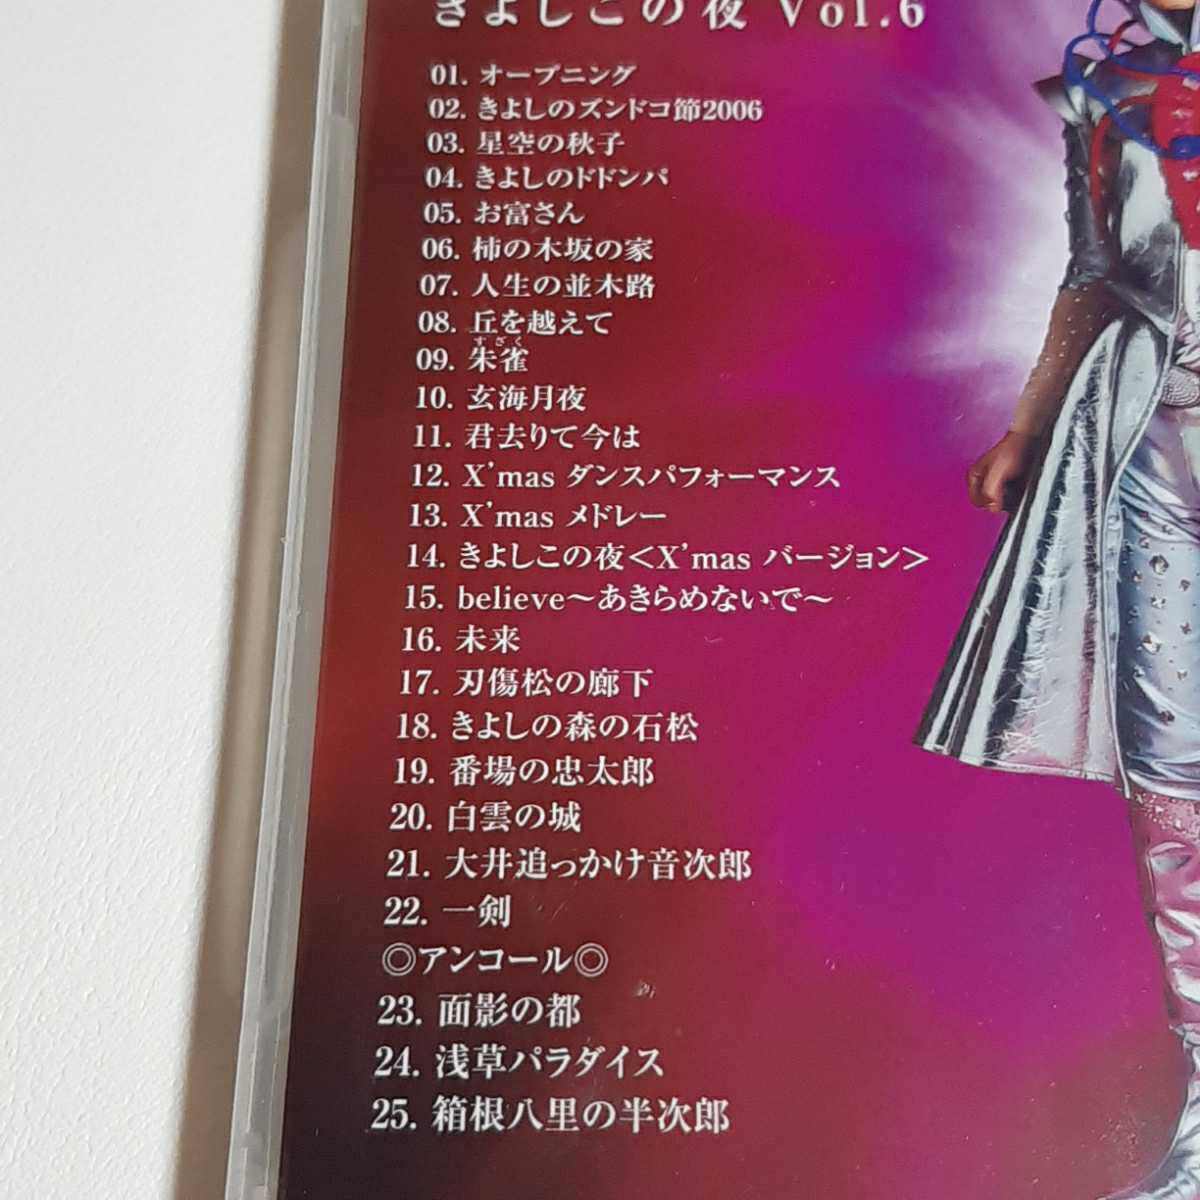 きよしこの夜 Vol.6
01. オープニング
02. きよしのズンドコ節2006
03. 星空の秋子
04. きよしのドドンパ
05. お富さん
06. 柿の木坂の家
07. 人生の並木路
08. 丘を越えて
すざく
09. 朱雀
10. 玄海月夜
11. 君去りて今は
12. X'mas ダンスパフォーマンス
13. X'mas メドレー
14. きよしこの夜<X'mas バージョン>
15. believe～あきらめないで～
16. 未来
17. 刃傷松の廊下
18. きよしの森の石松
19. 番場の忠太郎
20. 白雲の城
21. 大井追っかけ音次郎
22. 一剣
◎アンコール◎
23. 面影の都
24. 浅草パラダイス
25. 箱根八里の半次郎